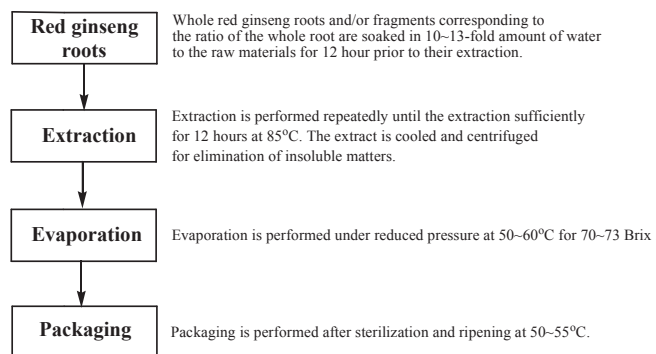 Red ginseng
roots
Whole red ginseng roots and/or fragments corresponding to
the ratio of the whole root are soaked in 10~13-fold amount of water
to the raw materials for 12 hour prior to their extraction.
Extraction
Extraction is performed repeatedly until the extraction sufficiently
for 12 hours at 85°C. The extract is cooled and centrifuged
for elimination of insoluble matters.
Evaporation
Evaporation is performed under reduced pressure at 50~60°C for 70~73 Brix
Packaging
Packaging is performed after sterilization and ripening at 50~55°C.